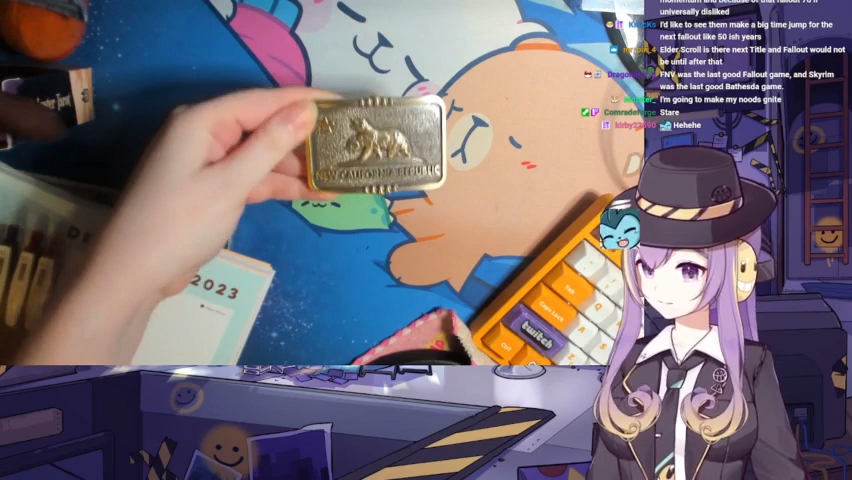 universally disliked
I'd like to see them make a big time jump for the
next fallout like 50 ish years
Elder Scroll is there next Title and Fallout would not
be until after that
FNV was the last good Fallout game, and Skyrim
was the last good Bathesda game.
I'm going to make my noods gnite
Stare
Hehehe
NEW CALIFORNIA REPUBLIC
2023
Tab
Q
Caps Lock
A
S
twitch
Ctrl
Z